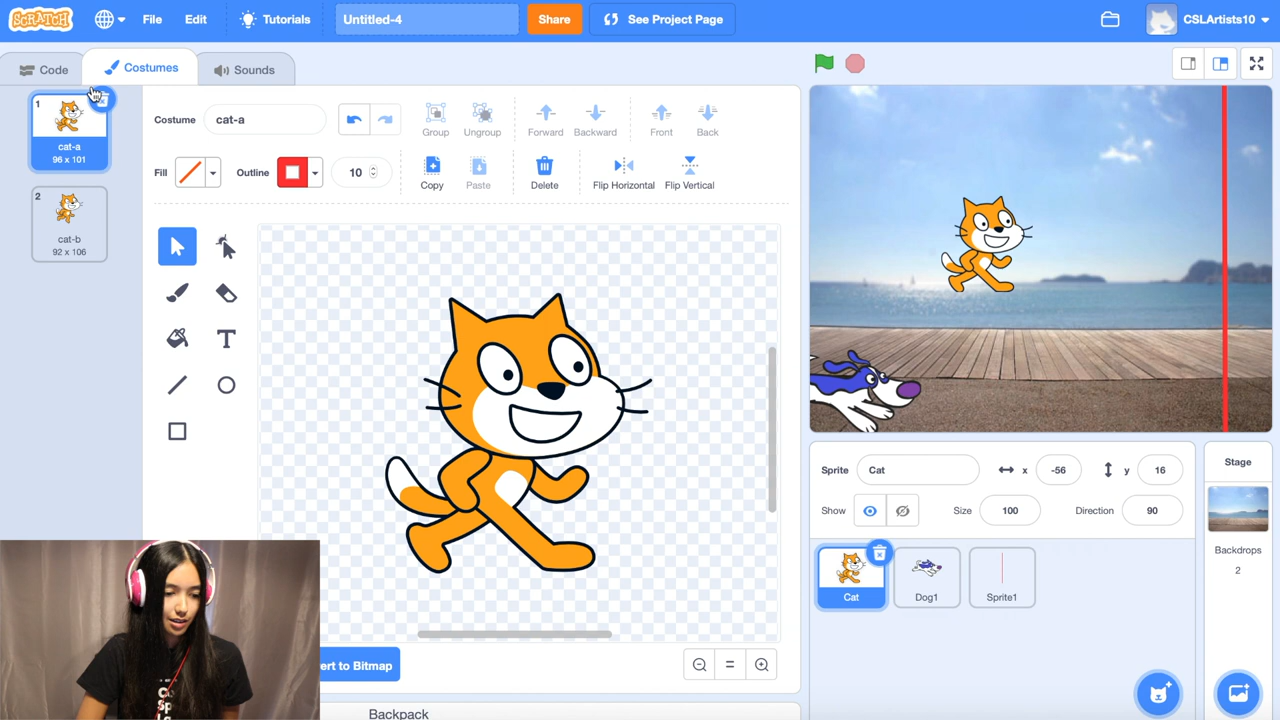 SCRATCH File Edit Tutorials Untitled-4 Share See Project Page CSLArtists10
Code Costumes Sounds
1
cat-a
96 x 101
2
cat-b
92 x 106
Costume cat-a Group Ungroup Forward Backward Front Back
Fill Outline 10 Copy Paste Delete Flip Horizontal Flip Vertical
T
ert to Bitmap
Backpack
Sprite Cat x -56 y 16
Show Size 100 Direction 90
Cat Dog1 Sprite1
Stage
Backdrops
2